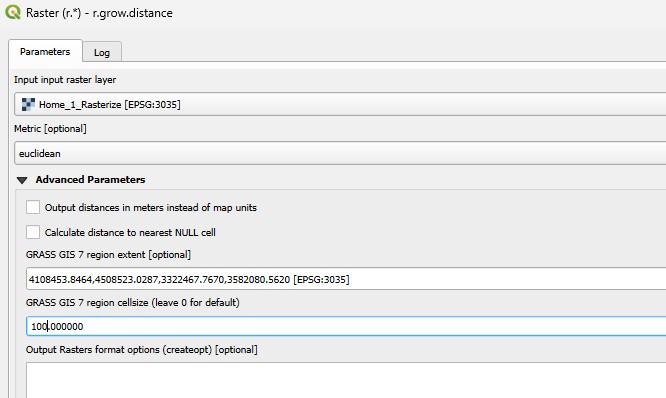 Raster (r.*) - r.grow.distance
Parameters
Log
Input input raster layer
Home_1_Rasterize [EPSG:3035]
Metric [optional]
euclidean
Advanced Parameters
Output distances in meters instead of map units
Calculate distance to nearest NULL cell
GRASS GIS 7 region extent [optional]
4108453.8464,4508523.0287,3322467.7670,3582080.5620 [EPSG:3035]
GRASS GIS 7 region cellsize (leave 0 for default)
100.000000
Output Rasters format options (createopt) [optional]